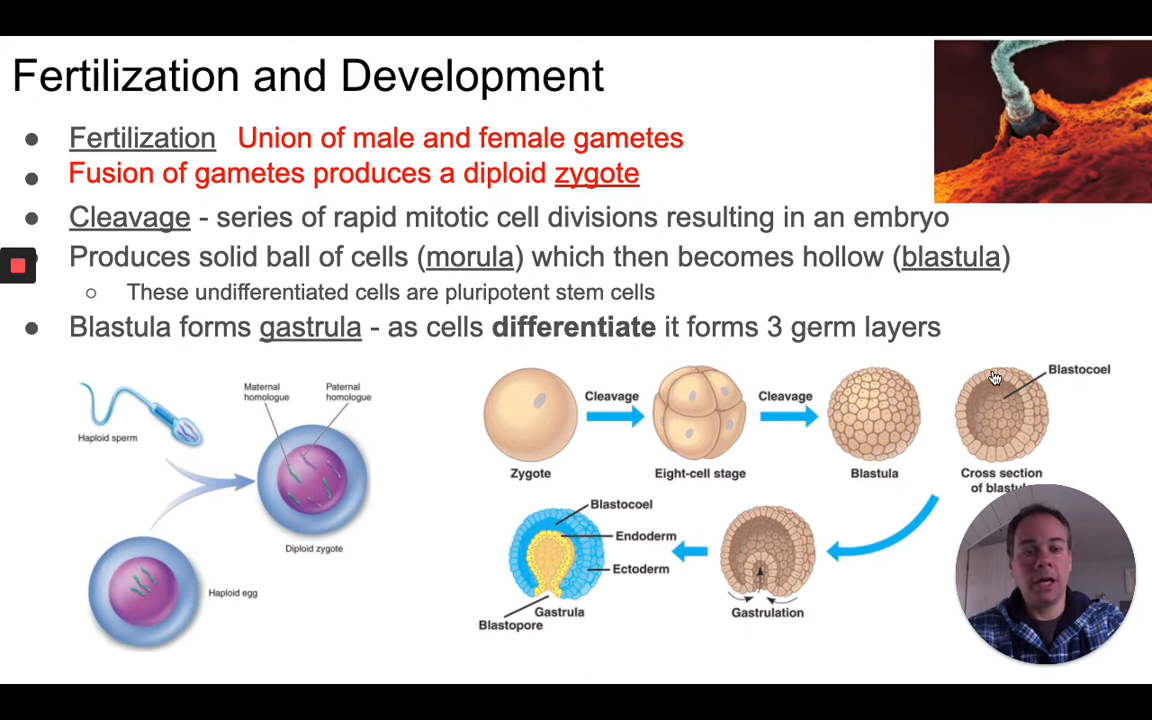 Fertilization and Development
Fertilization Union of male and female gametes
Fusion of gametes produces a diploid zygote
Cleavage - series of rapid mitotic cell divisions resulting in an embryo
Produces solid ball of cells (morula) which then becomes hollow (blastula)
These undifferentiated cells are pluripotent stem cells
Blastula forms gastrula - as cells differentiate it forms 3 germ layers
Maternal
homologue
Paternal
homologue
Haploid sperm
Diploid zygote
Haploid egg
Cleavage
Cleavage
Blastocoel
Zygote
Eight-cell stage
Blastula
Cross section
of blastula
Blastocoel
Endoderm
Ectoderm
Gastrula
Blastopore
Gastrulation